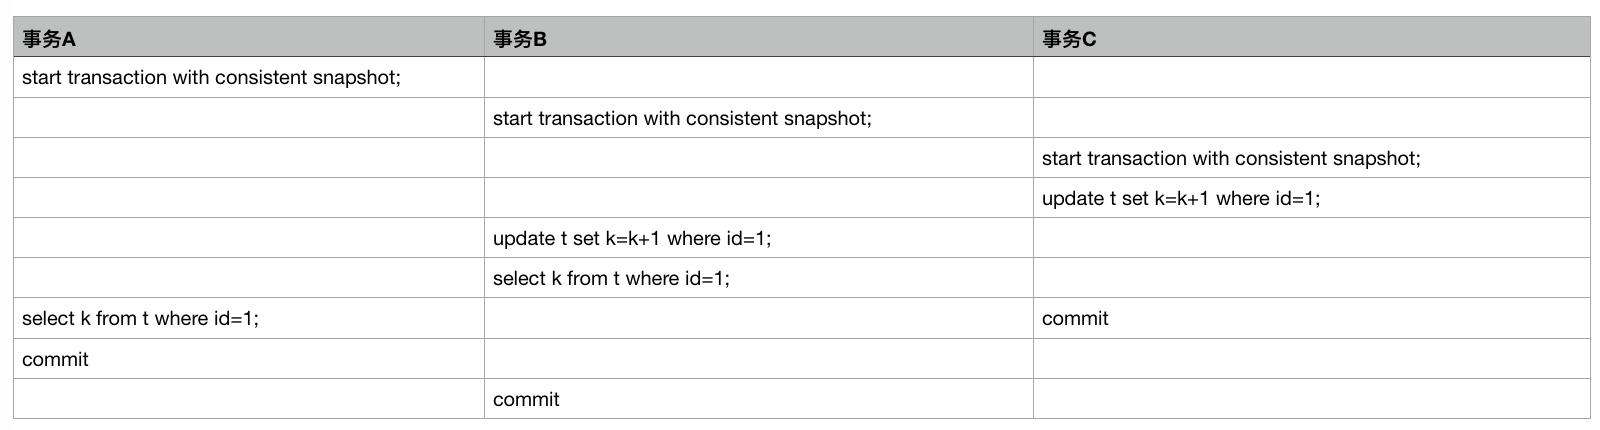 事务A 事务B 事务C
start transaction with consistent snapshot;
start transaction with consistent snapshot;
start transaction with consistent snapshot;
update t set k=k+1 where id=1;
update t set k=k+1 where id=1;
select k from t where id=1;
select k from t where id=1; commit
commit
commit